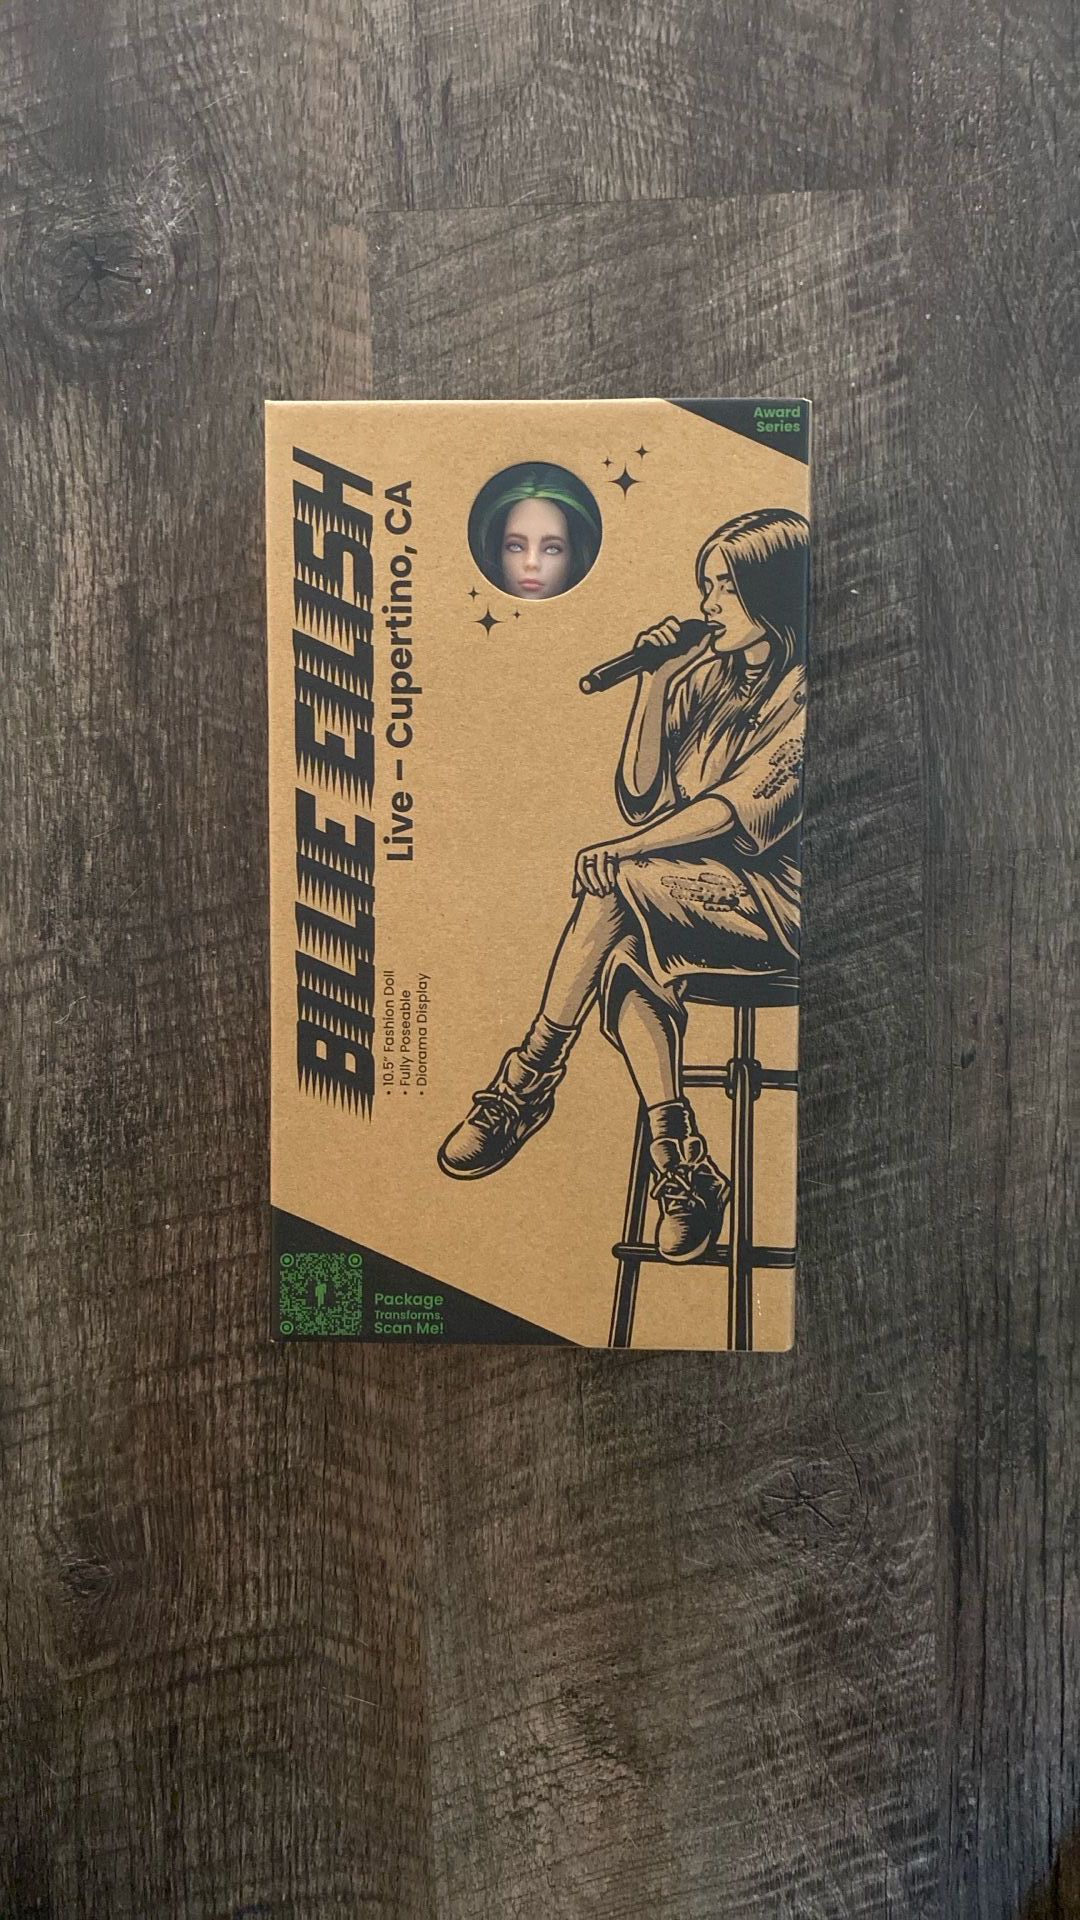 Award
Series
BILLIE EILISH
Live – Cupertino, CA
• 10.5" Fashion Doll
• Fully Poseable
• Diorama Display
Package
Transforms.
Scan Me!